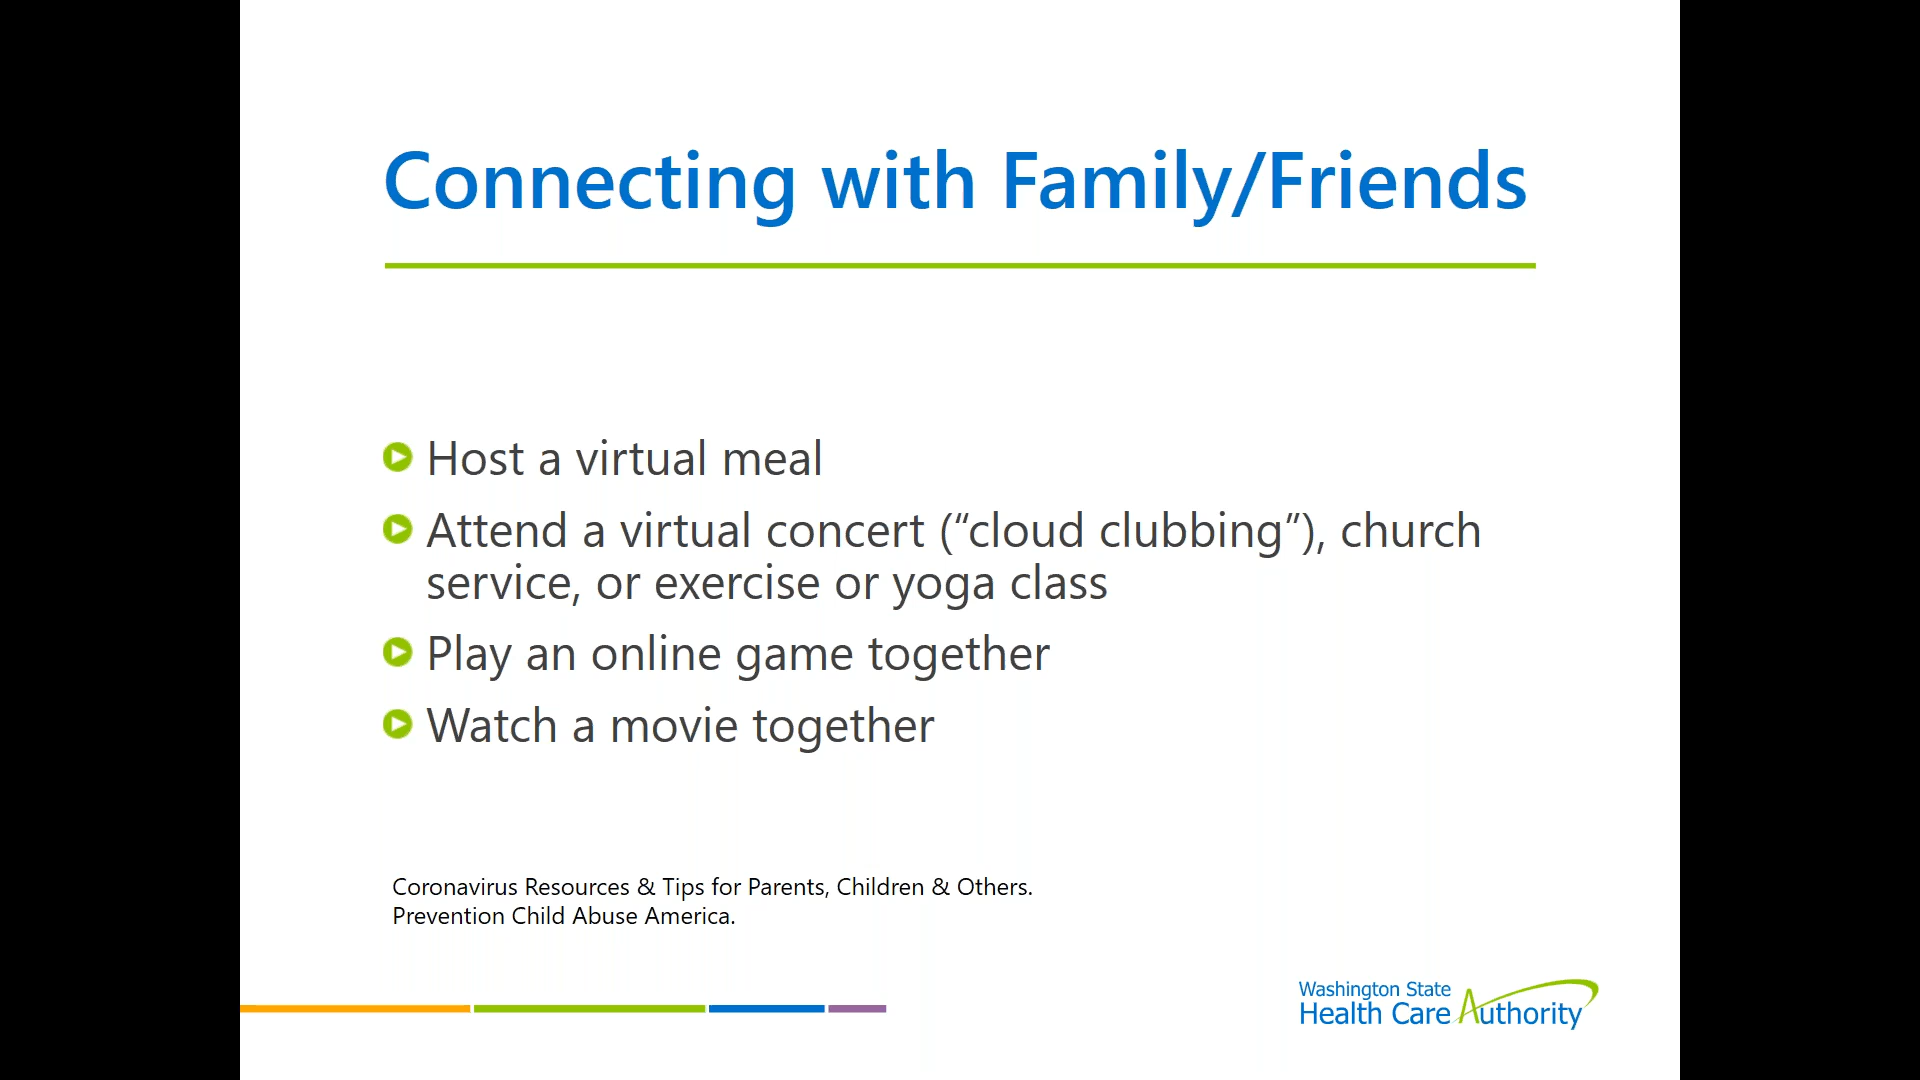 Connecting with Family/Friends
Host a virtual meal
Attend a virtual concert (“cloud clubbing”), church
service, or exercise or yoga class
Play an online game together
Watch a movie together
Coronavirus Resources & Tips for Parents, Children & Others.
Prevention Child Abuse America.
Washington State
Health Care Authority